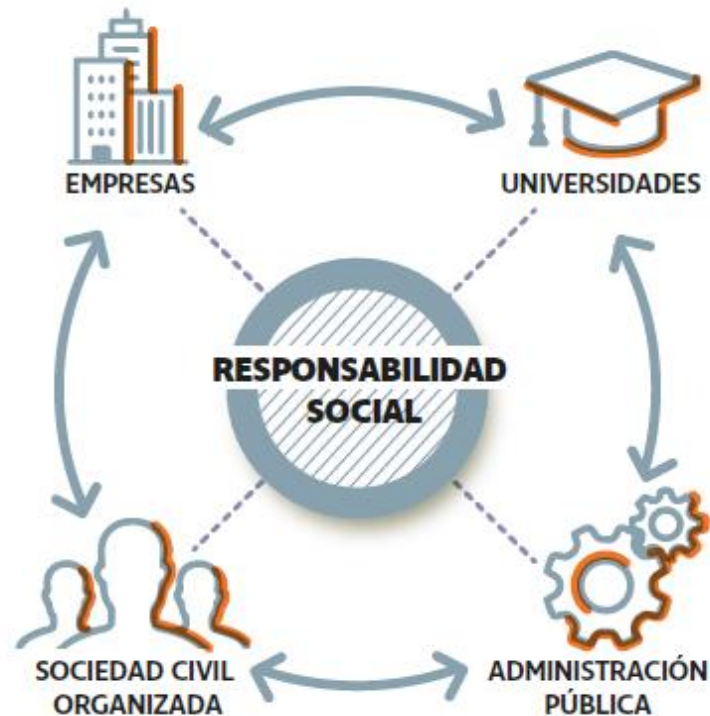 EMPRESAS
UNIVERSIDADES
RESPONSABILIDAD
SOCIAL
SOCIEDAD CIVIL
ORGANIZADA
ADMINISTRACIÓN
PÚBLICA